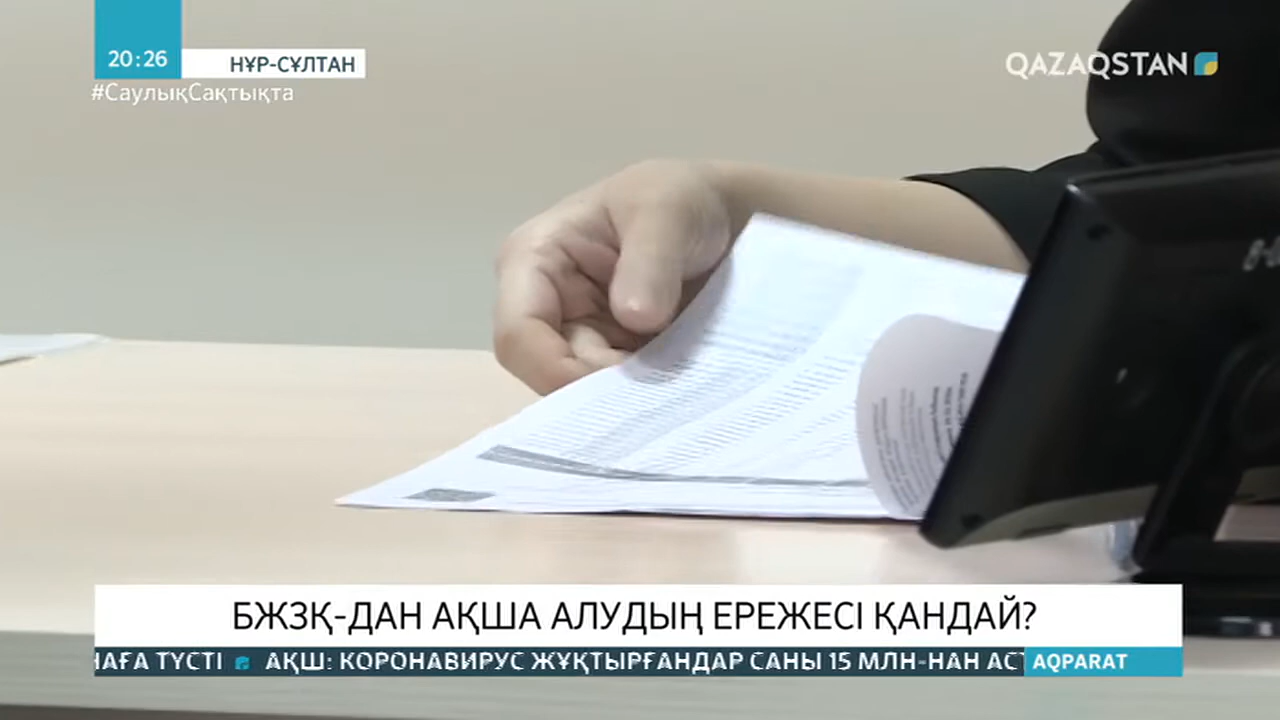 20:26
НҰР-СҰЛТАН
#СаулықСақтықта
QAZAQSTAN
БЖЗҚ-ДАН АҚША АЛУДЫҢ ЕРЕЖЕСІ ҚАНДАЙ?
ТҮСТІ АҚШ: КОРОНАВИРУС ЖҰҚТЫРҒАНДАР САНЫ 15 МЛН-НАН
AQPARAT